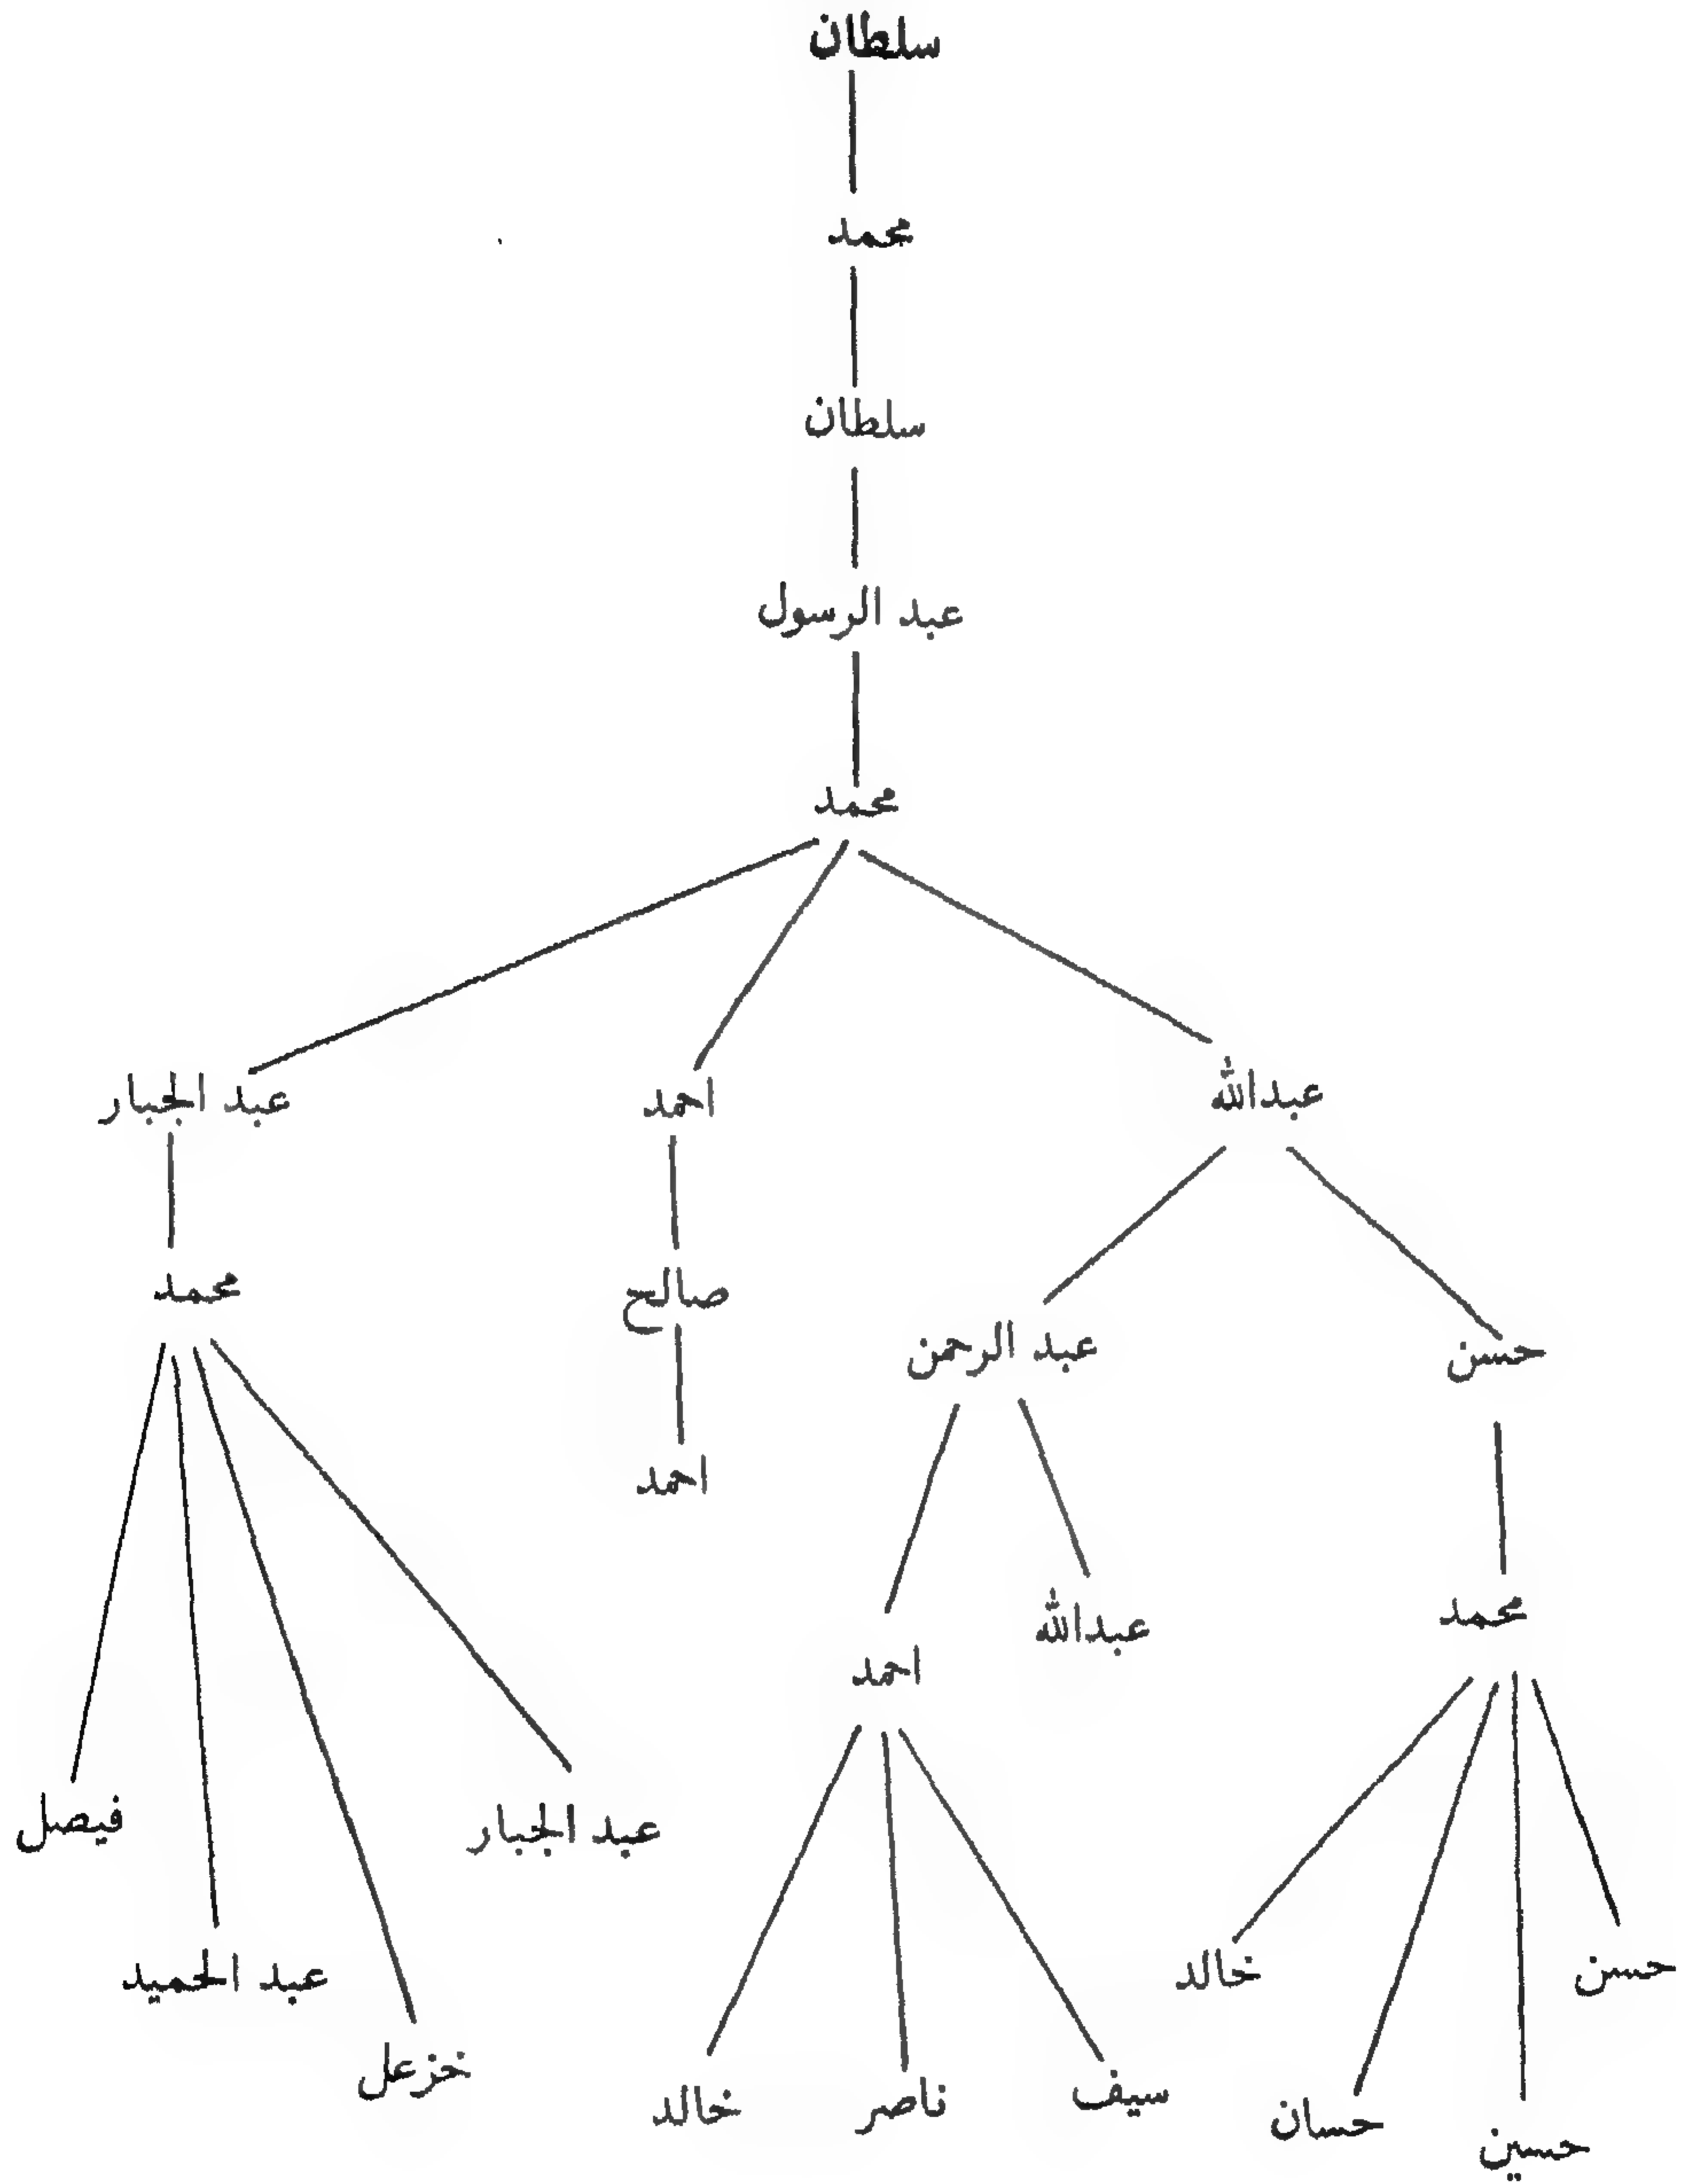 سلطان
محمد
سلطان
عبد الرسول
محمد
عبدالله
احمد
عبد الجبار
حسن
عبد الرحمن
صالح
محمد
محمد
عبدالله
احمد
احمد
حسن
حسين
حسان
خالد
سيف
ناصر
خالد
عبد الجبار
خزعل
عبد الحميد
فيصل